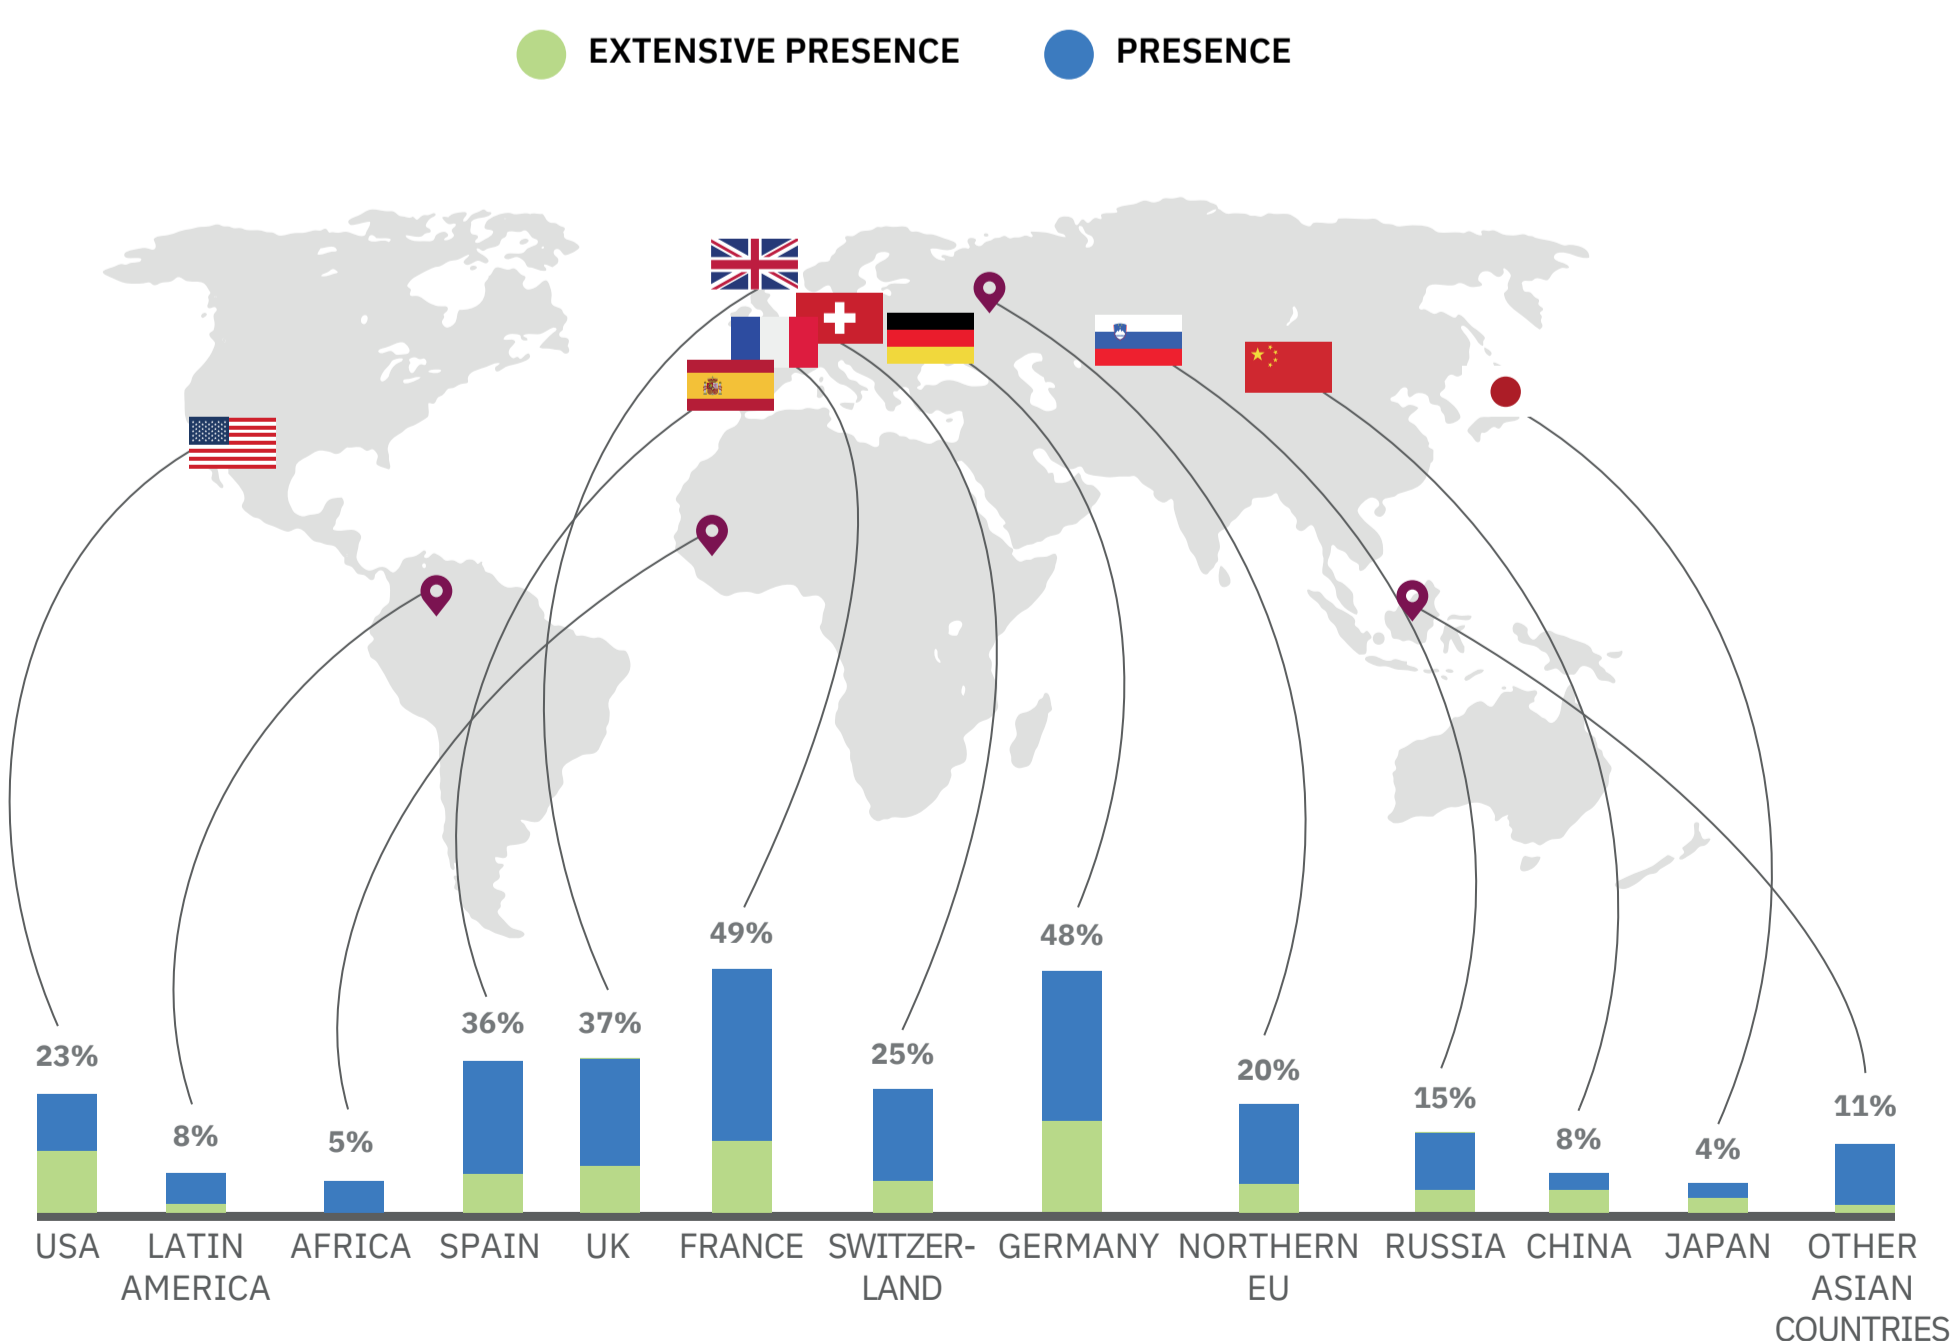 EXTENSIVE PRESENCE
PRESENCE
49%
48%
36%
37%
23%
25%
20%
15%
11%
8%
5%
8%
4%
USA
LATIN
AMERICA
AFRICA
SPAIN
UK
FRANCE
SWITZER-
LAND
GERMANY
NORTHERN
EU
RUSSIA
CHINA
JAPAN
OTHER
ASIAN
COUNTRIES